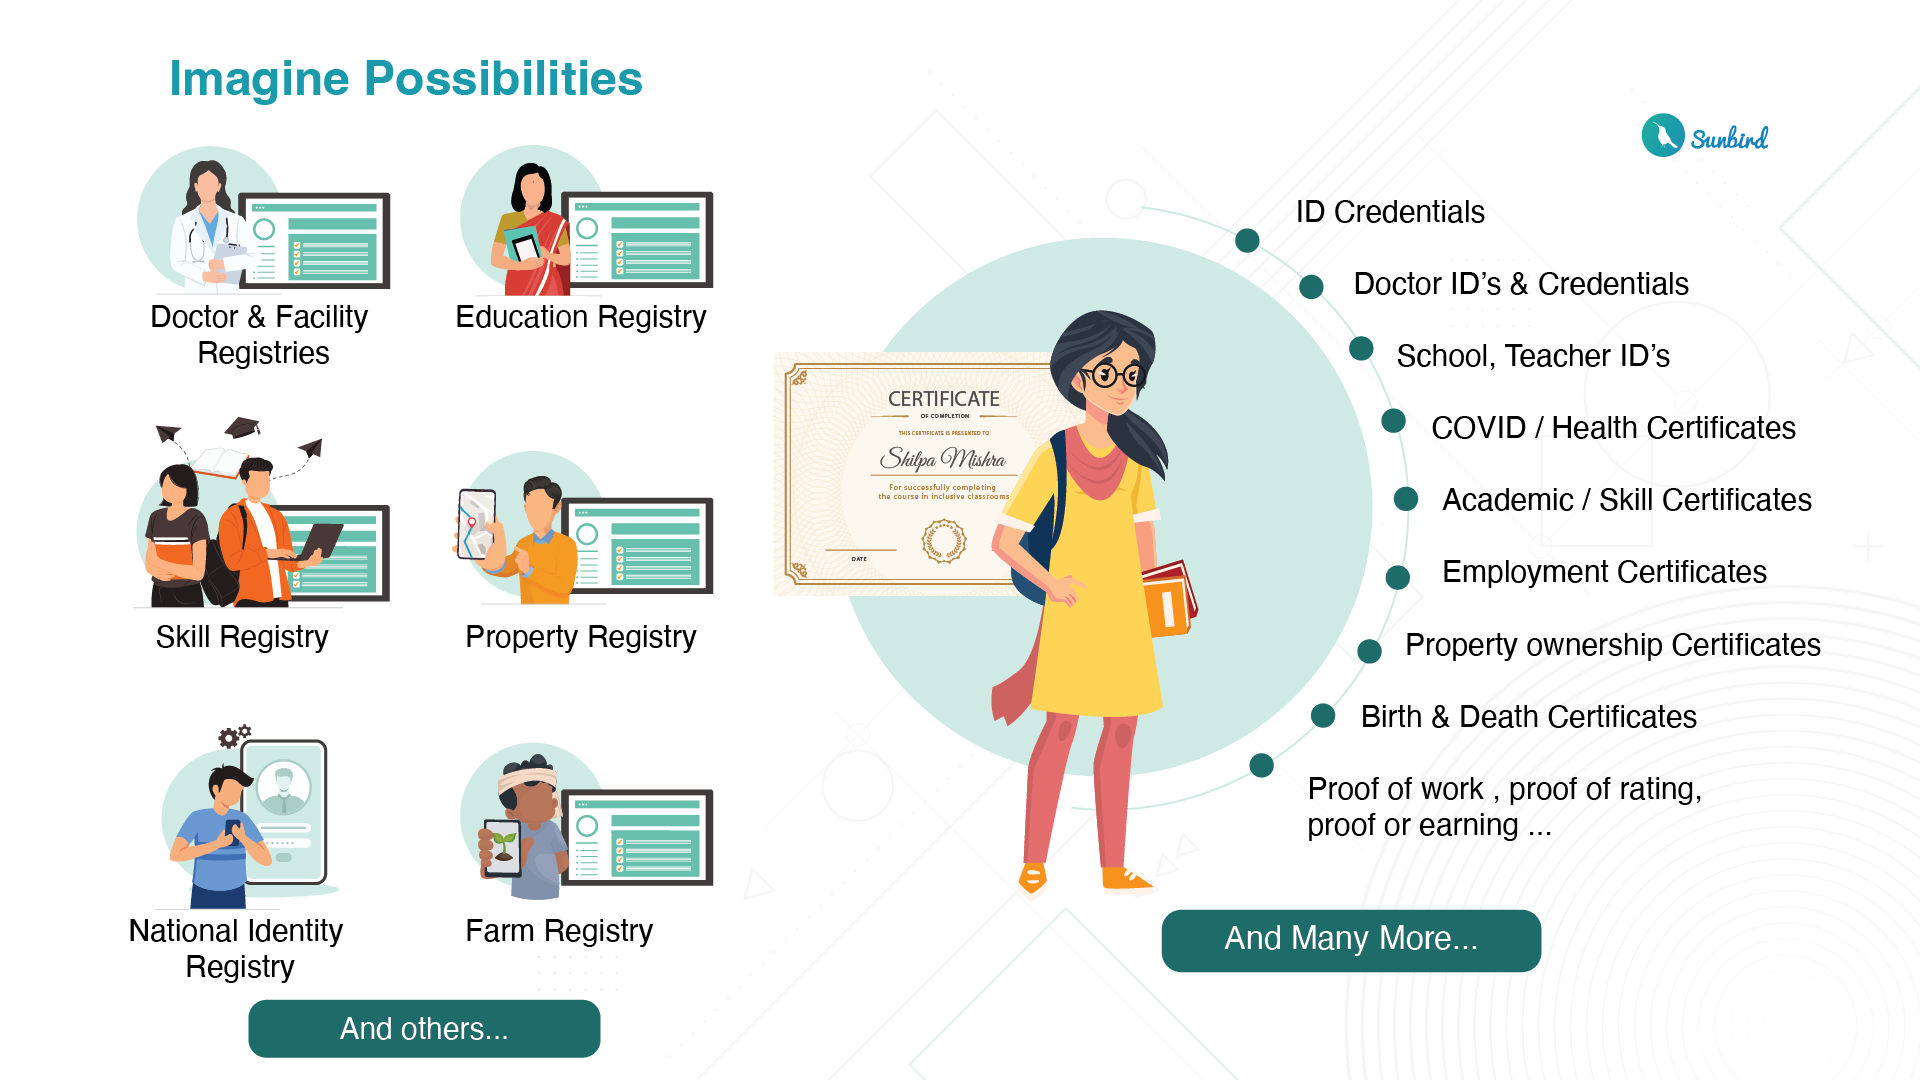 Imagine Possibilities
Sunbird
Doctor & Facility
Registries
Education Registry
Skill Registry
Property Registry
National Identity
Registry
Farm Registry
And others...
CERTIFICATE
OF COMPLETION
THIS CERTIFICATE IS PRESENTED TO
Shilpa Mishra
For successfully completing
the course in inclusive classrooms
DATE
ID Credentials
Doctor ID’s & Credentials
School, Teacher ID’s
COVID / Health Certificates
Academic / Skill Certificates
Employment Certificates
Property ownership Certificates
Birth & Death Certificates
Proof of work , proof of rating,
proof or earning ...
And Many More...